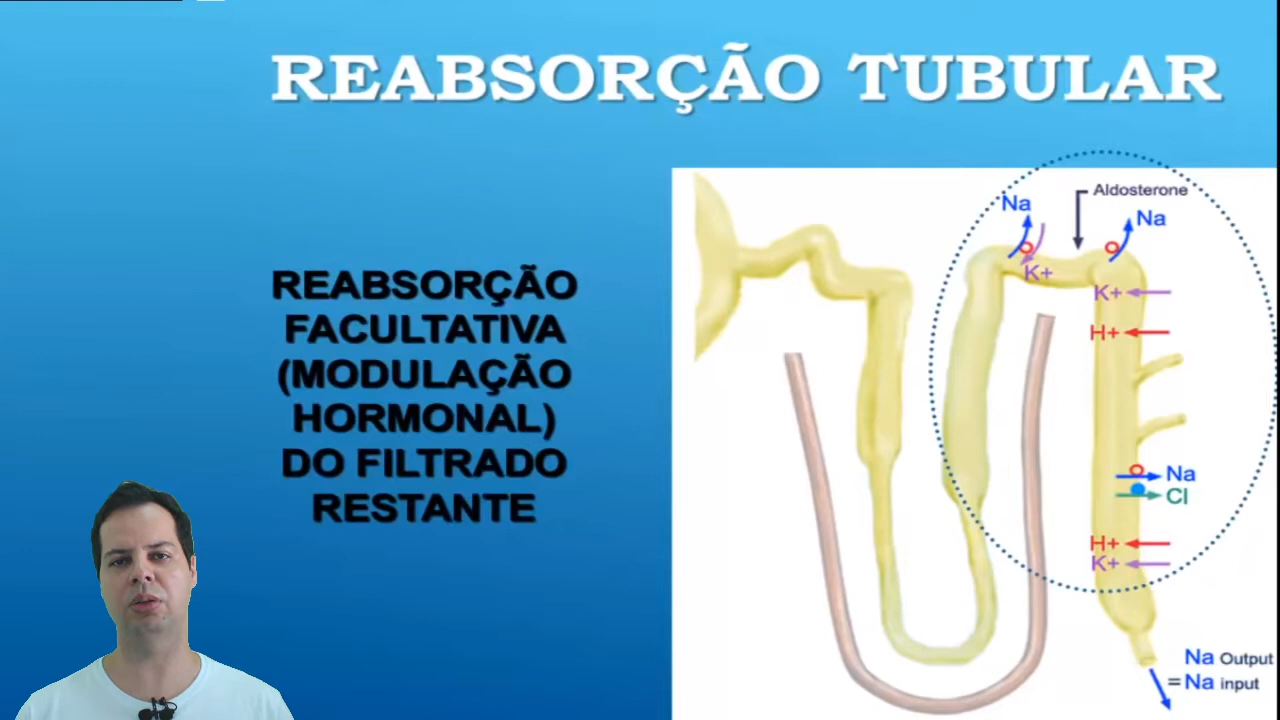 REABSORÇÃO TUBULAR
REABSORÇÃO
FACULTATIVA
(MODULAÇÃO
HORMONAL)
DO FILTRADO
RESTANTE
Aldosterone
Na
Na
K+
K+
H+
Na
Cl
H+
K+
Na Output
= Na input